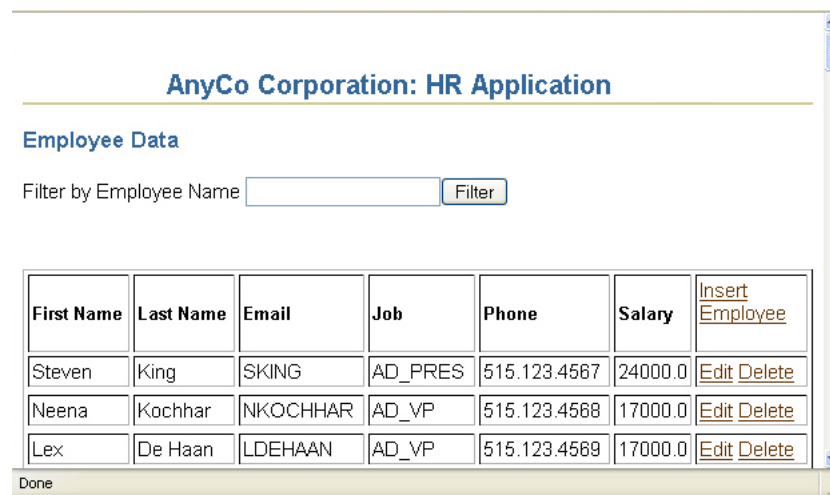 AnyCo Corporation: HR Application
Employee Data
Filter by Employee Name Filter
First Name Last Name Email Job Phone Salary Insert Employee
Steven King SKING AD_PRES 515.123.4567 24000.0 Edit Delete
Neena Kochhar NKOCHHAR AD_VP 515.123.4568 17000.0 Edit Delete
Lex De Haan LDEHAAN AD_VP 515.123.4569 17000.0 Edit Delete
Done